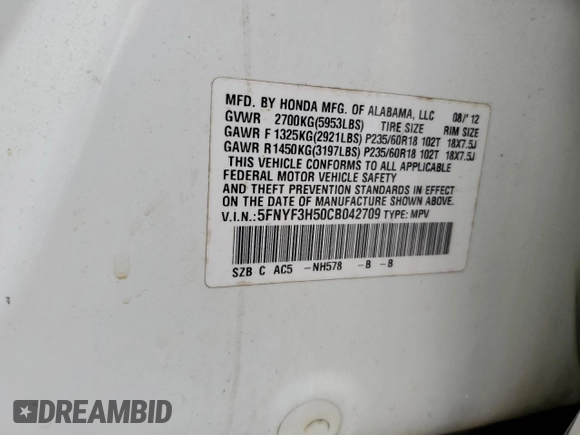 MFD. BY HONDA MFG. OF ALABAMA, LLC 08/'12
GVWR 2700KG(5953LBS) TIRE SIZE RIM SIZE
GAWR F 1325KG(2921LBS) P235/60R18 102T 18X7.5J
GAWR R 1450KG(3197LBS) P235/60R18 102T 18X7.5J
THIS VEHICLE CONFORMS TO ALL APPLICABLE
FEDERAL MOTOR VEHICLE SAFETY
AND THEFT PREVENTION STANDARDS IN EFFECT
ON THE DATE OF MANUFACTURE SHOWN ABOVE.
V.I.N.:5FNYF3H50CB042709 TYPE: MPV
SZB C AC5 -NH578 -B -B
DREAMBID